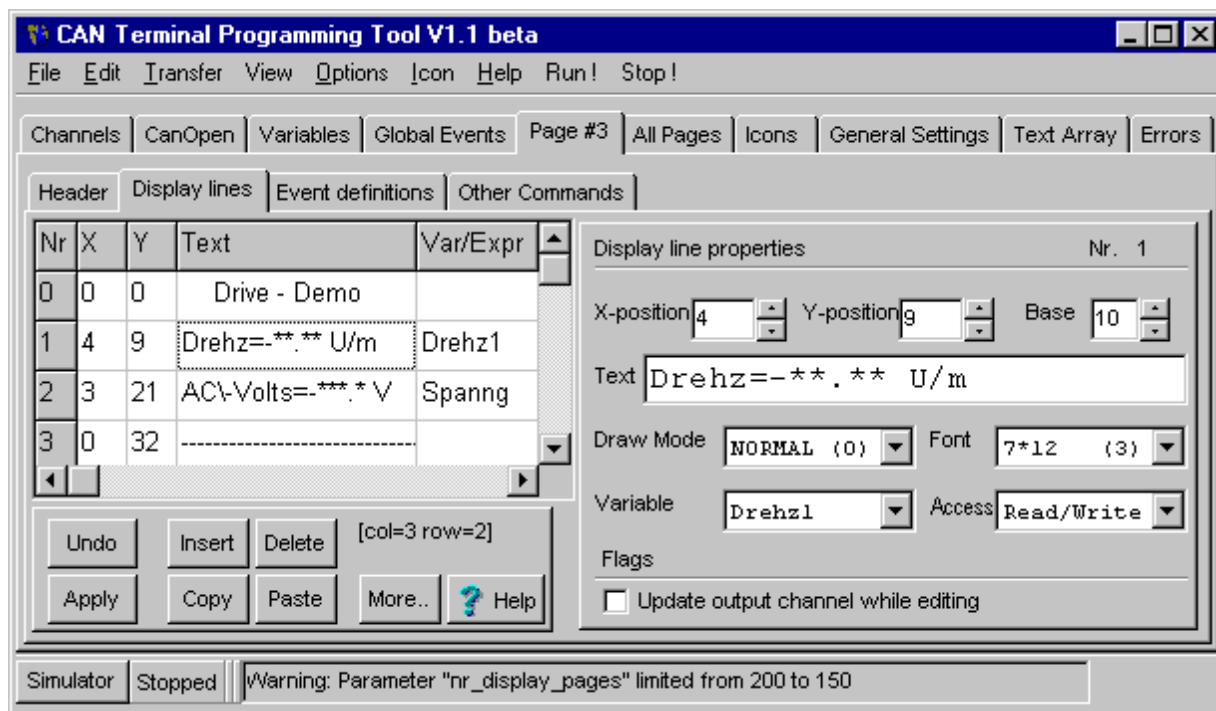 CAN Terminal Programming Tool V1.1 beta
File Edit Transfer View Options Icon Help Run! Stop!
Channels CanOpen Variables Global Events Page #3 All Pages Icons General Settings Text Array Errors
Header Display lines Event definitions Other Commands
Nr X Y Text Var/Expr
0 0 0 Drive - Demo
1 4 9 Drehz=-**.** U/m Drehz1
2 3 21 AC\-Volts=-***.* V Spanng
3 0 32 -----------------------------
Undo Insert Delete [col=3 row=2]
Apply Copy Paste More.. ? Help
Display line properties Nr. 1
X-position 4 Y-position 9 Base 10
Text Drehz=-**.** U/m
Draw Mode NORMAL (0) Font 7*12 (3)
Variable Drehz1 Access Read/Write
Flags
Update output channel while editing
Simulator Stopped Warning: Parameter "nr_display_pages" limited from 200 to 150